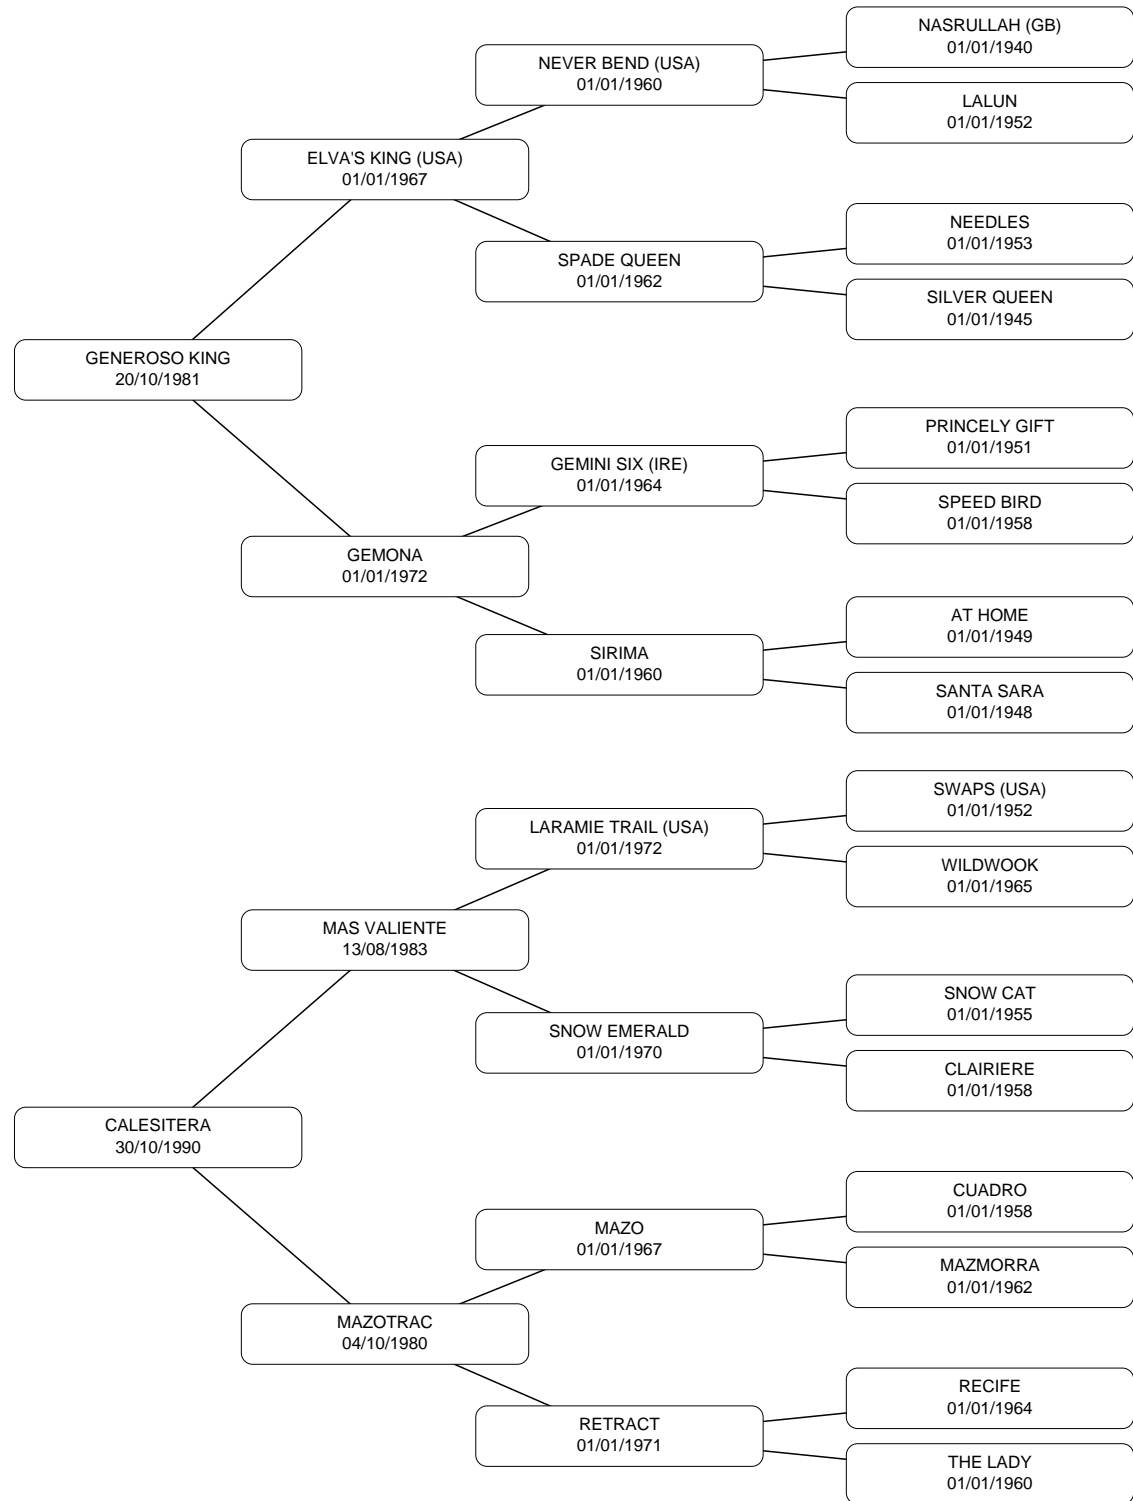 NASRULLAH (GB)
01/01/1940
NEVER BEND (USA)
01/01/1960
LALUN
01/01/1952
ELVA'S KING (USA)
01/01/1967
NEEDLES
01/01/1953
SPADE QUEEN
01/01/1962
SILVER QUEEN
01/01/1945
GENEROSO KING
20/10/1981
PRINCELY GIFT
01/01/1951
GEMINI SIX (IRE)
01/01/1964
SPEED BIRD
01/01/1958
GEMONA
01/01/1972
AT HOME
01/01/1949
SIRIMA
01/01/1960
SANTA SARA
01/01/1948
SWAPS (USA)
01/01/1952
LARAMIE TRAIL (USA)
01/01/1972
WILDWOOK
01/01/1965
MAS VALIENTE
13/08/1983
SNOW CAT
01/01/1955
SNOW EMERALD
01/01/1970
CLAIRIERE
01/01/1958
CALESITERA
30/10/1990
CUADRO
01/01/1958
MAZO
01/01/1967
MAZMORRA
01/01/1962
MAZOTRAC
04/10/1980
RECIFE
01/01/1964
RETRACT
01/01/1971
THE LADY
01/01/1960